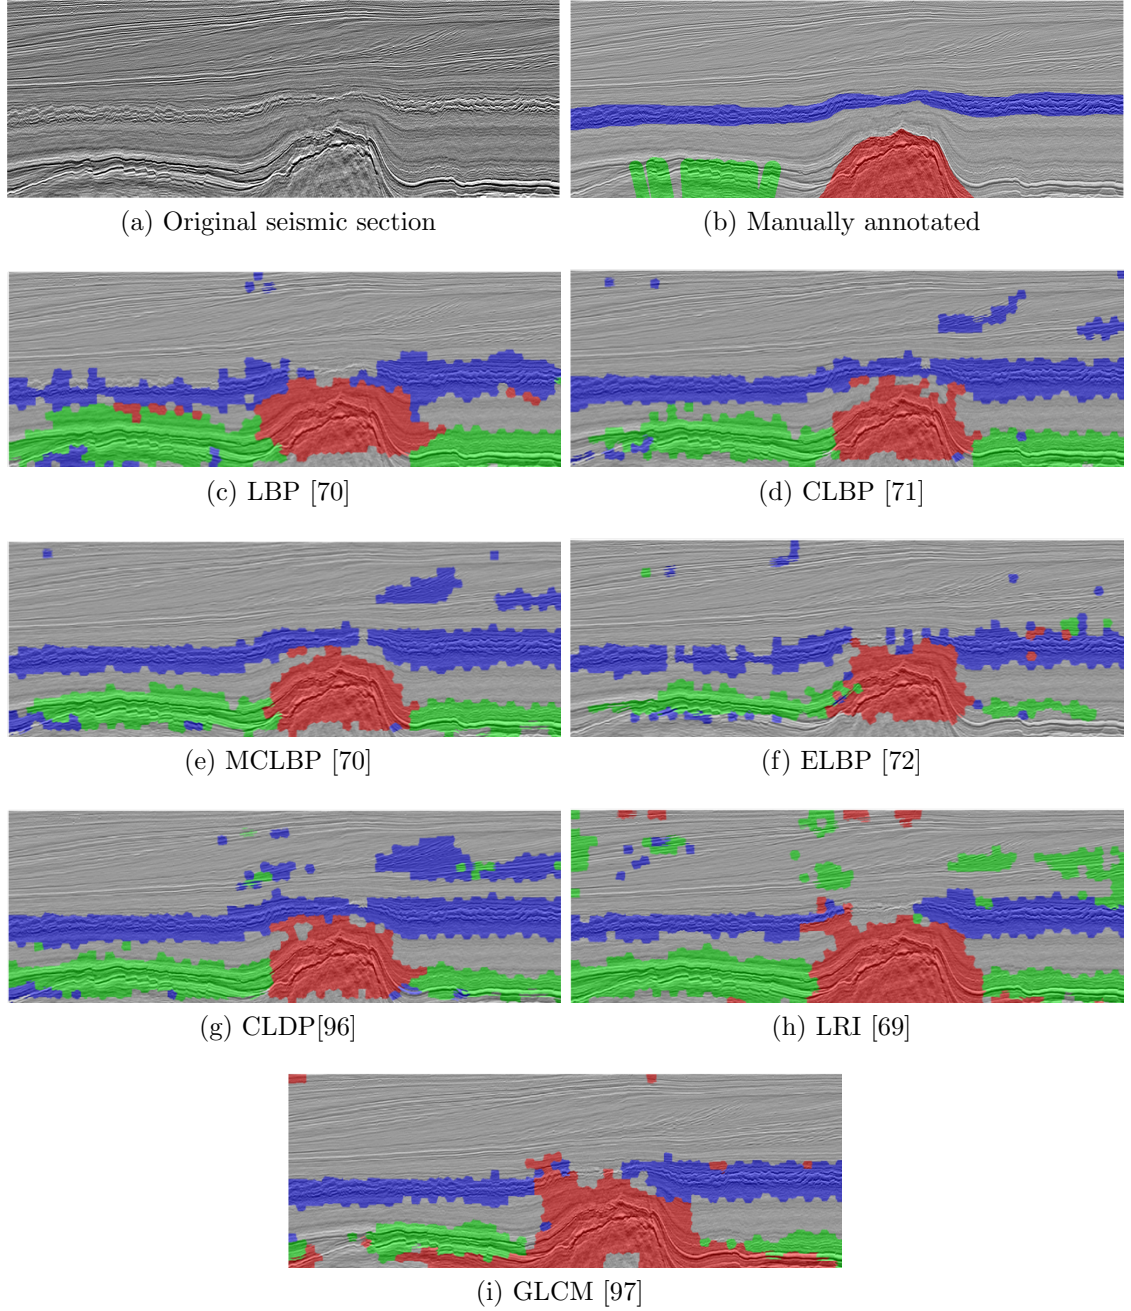 (a) Original seismic section
(b) Manually annotated
(c) LBP [70]
(d) CLBP [71]
(e) MCLBP [70]
(f) ELBP [72]
(g) CLDP[96]
(h) LRI [69]
(i) GLCM [97]